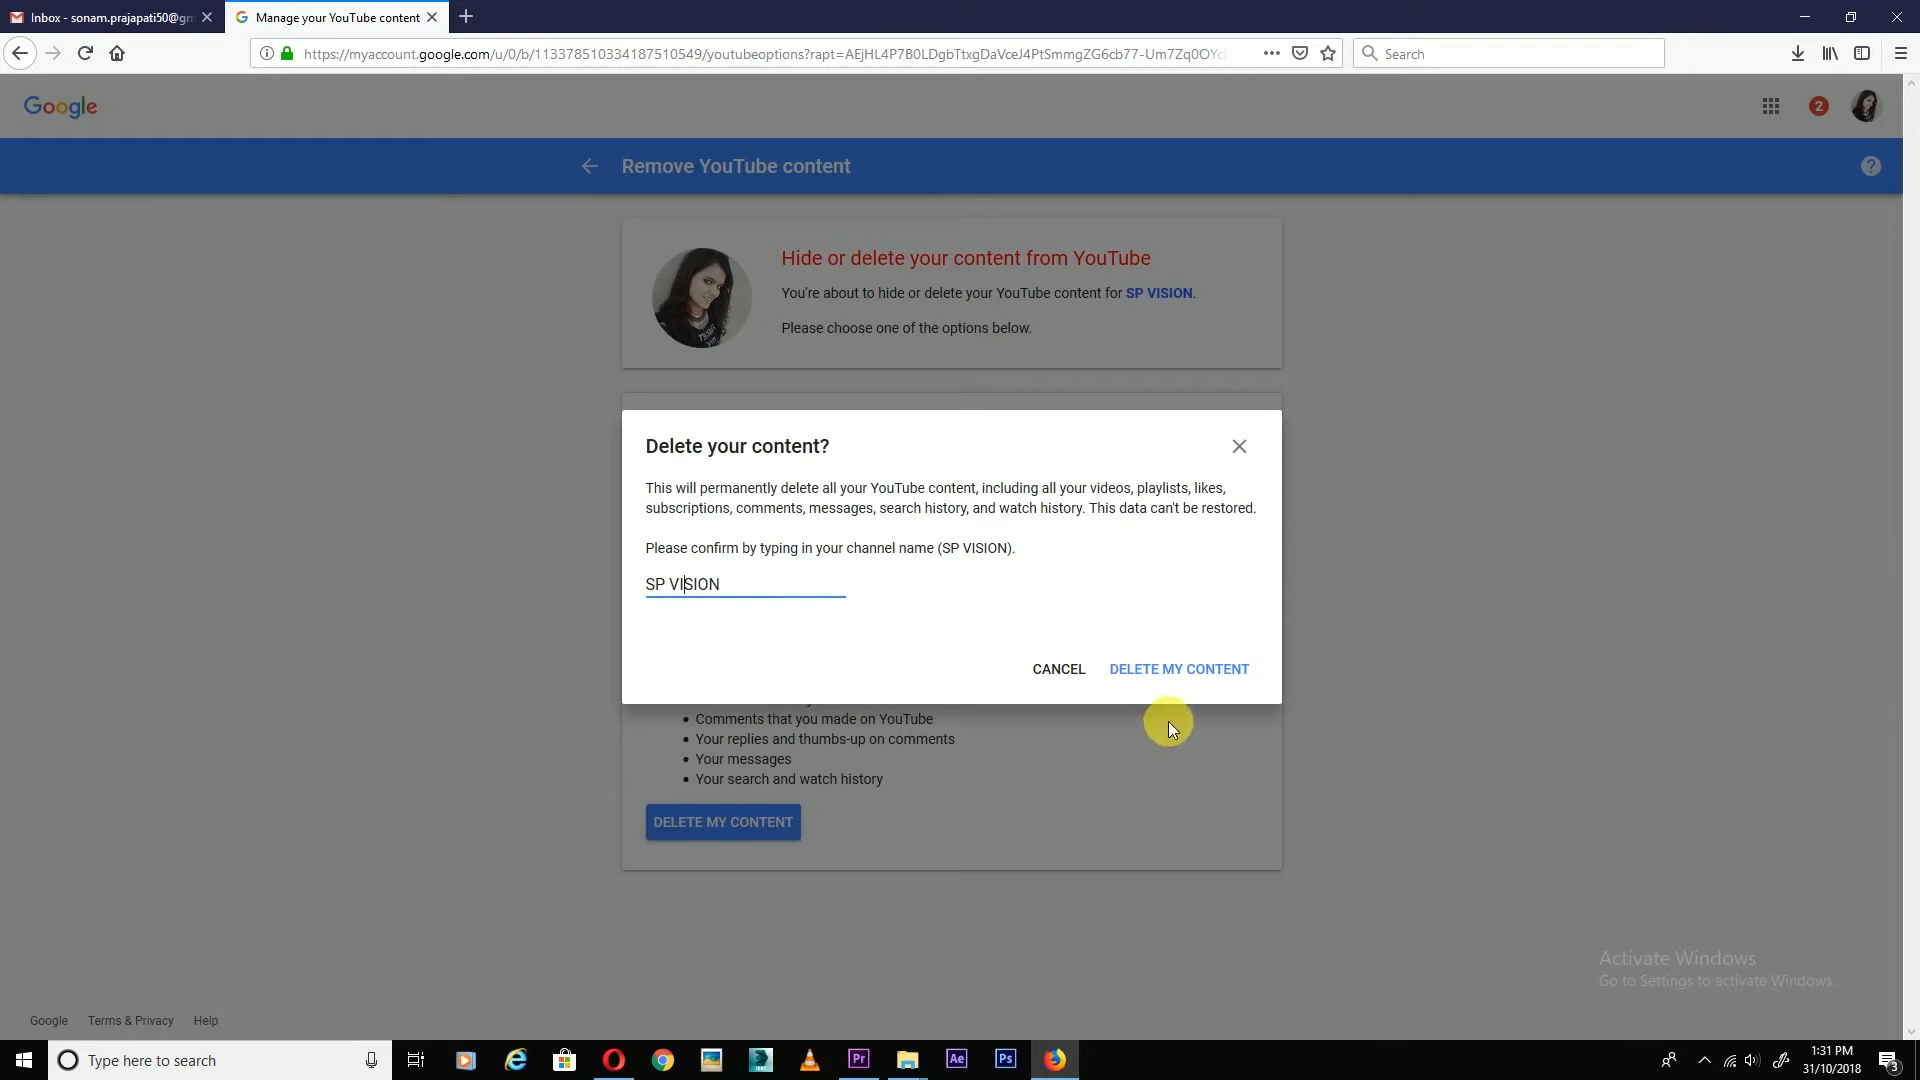 Inbox - sonam.prajapati50@gm
Manage your YouTube content
https://myaccount.google.com/u/0/b/113378510334187510549/youtubeoptions?rapt=AEjHL4P7B0LDgbTtxgDaVceJ4PtSmmgZG6cb77-Um7Zq0OYc
Search
Google
2
Remove YouTube content
Hide or delete your content from YouTube
You're about to hide or delete your YouTube content for SP VISION.
Please choose one of the options below.
Delete your content?
This will permanently delete all your YouTube content, including all your videos, playlists, likes,
subscriptions, comments, messages, search history, and watch history. This data can't be restored.
Please confirm by typing in your channel name (SP VISION).
SP VISION
CANCEL DELETE MY CONTENT
• Comments that you made on YouTube
• Your replies and thumbs-up on comments
• Your messages
• Your search and watch history
DELETE MY CONTENT
Activate Windows
Go to Settings to activate Windows.
Google Terms & Privacy Help
Type here to search
Pr
Ae
Ps
1:31 PM
31/10/2018
3